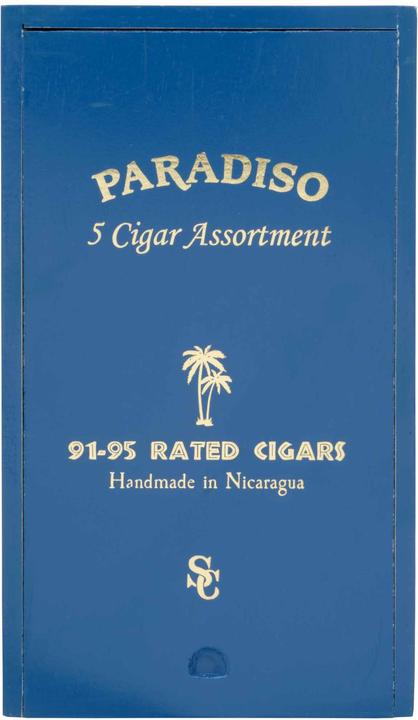 PARADISO
5 Cigar Assortment
91-95 RATED CIGARS
Handmade in Nicaragua
SC